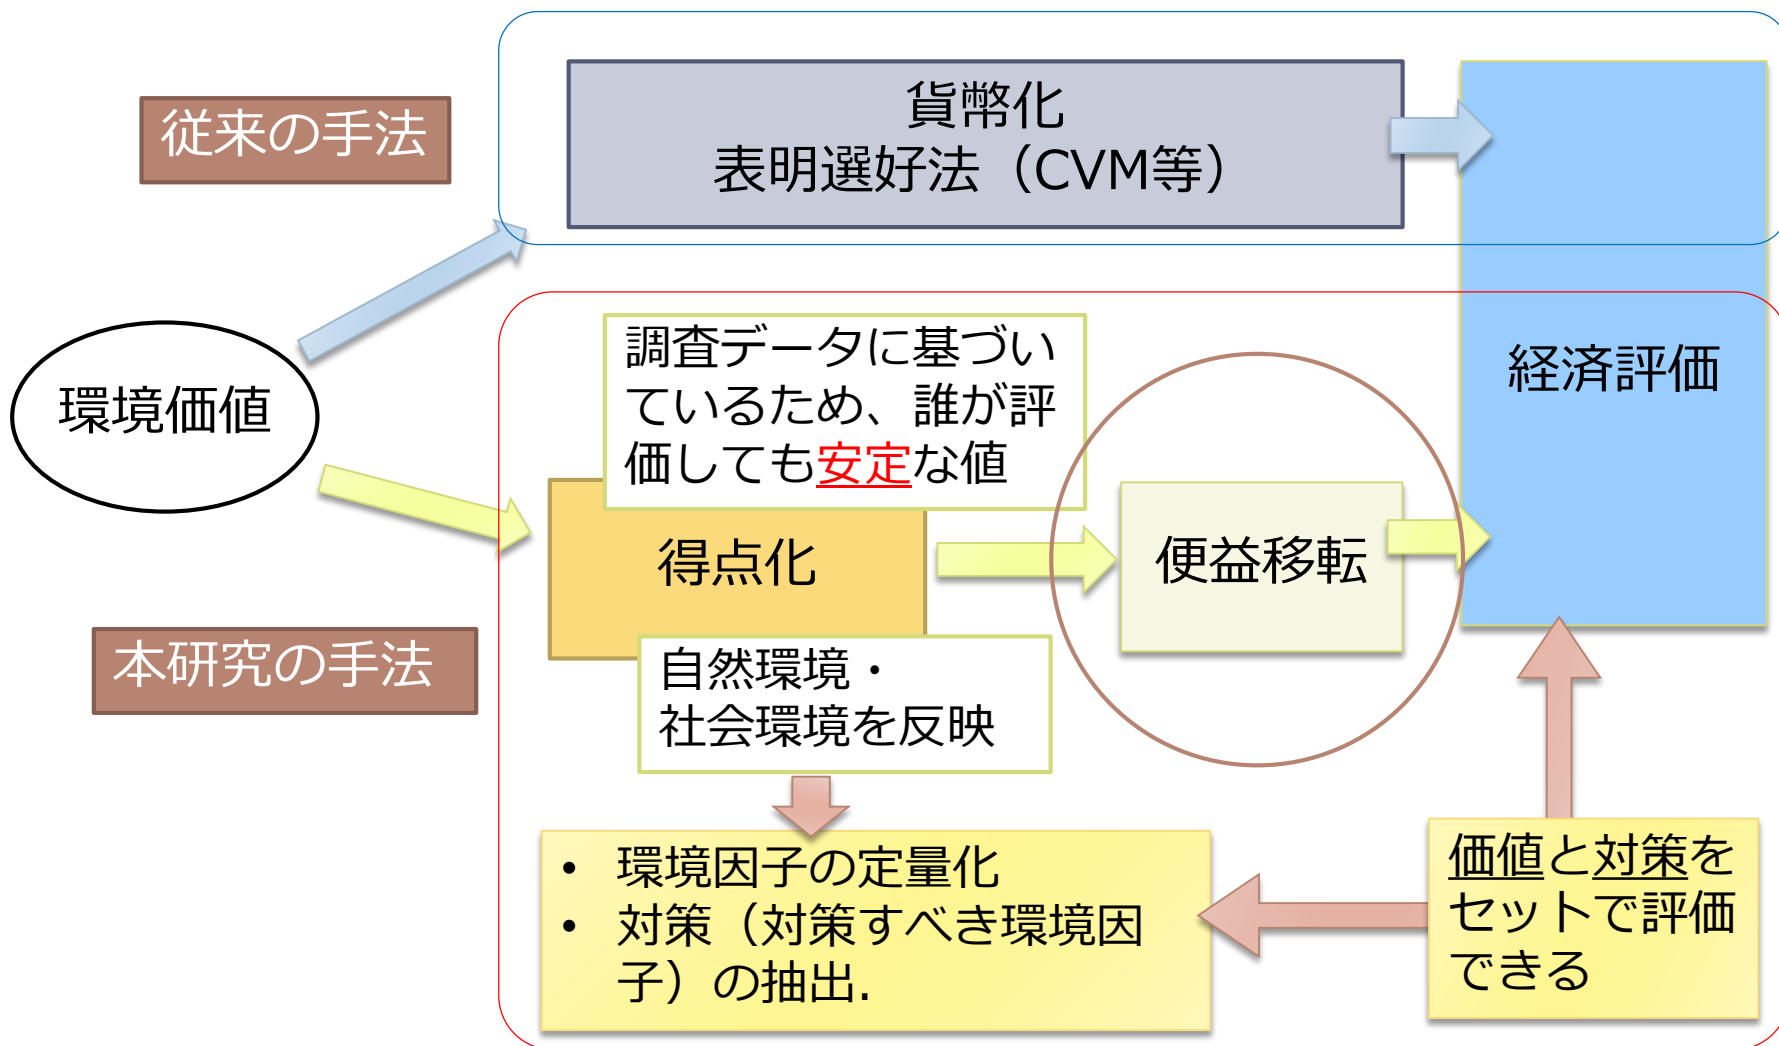 従来の手法
貨幣化
表明選好法（CVM等）
環境価値
経済評価
調査データに基づい
ているため、誰が評
価しても安定な値
得点化
便益移転
本研究の手法
自然環境・
社会環境を反映
• 環境因子の定量化
• 対策（対策すべき環境因
子）の抽出.
価値と対策を
セットで評価
できる